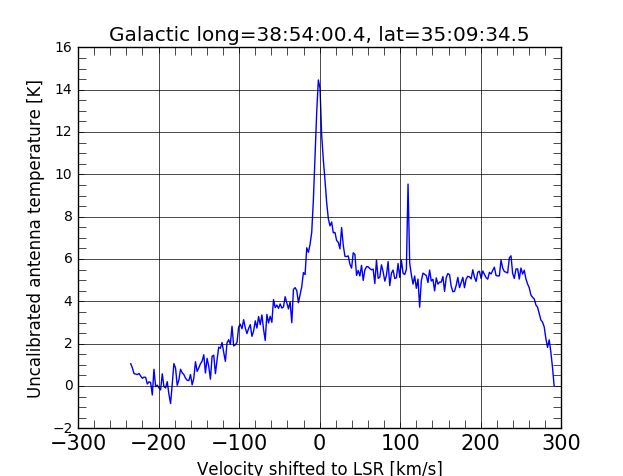 Galactic long=38:54:00.4, lat=35:09:34.5
Uncalibrated antenna temperature [K]
16
14
12
10
8
6
4
2
0
−2
−300 −200 −100 0 100 200 300
Velocity shifted to LSR [km/s]